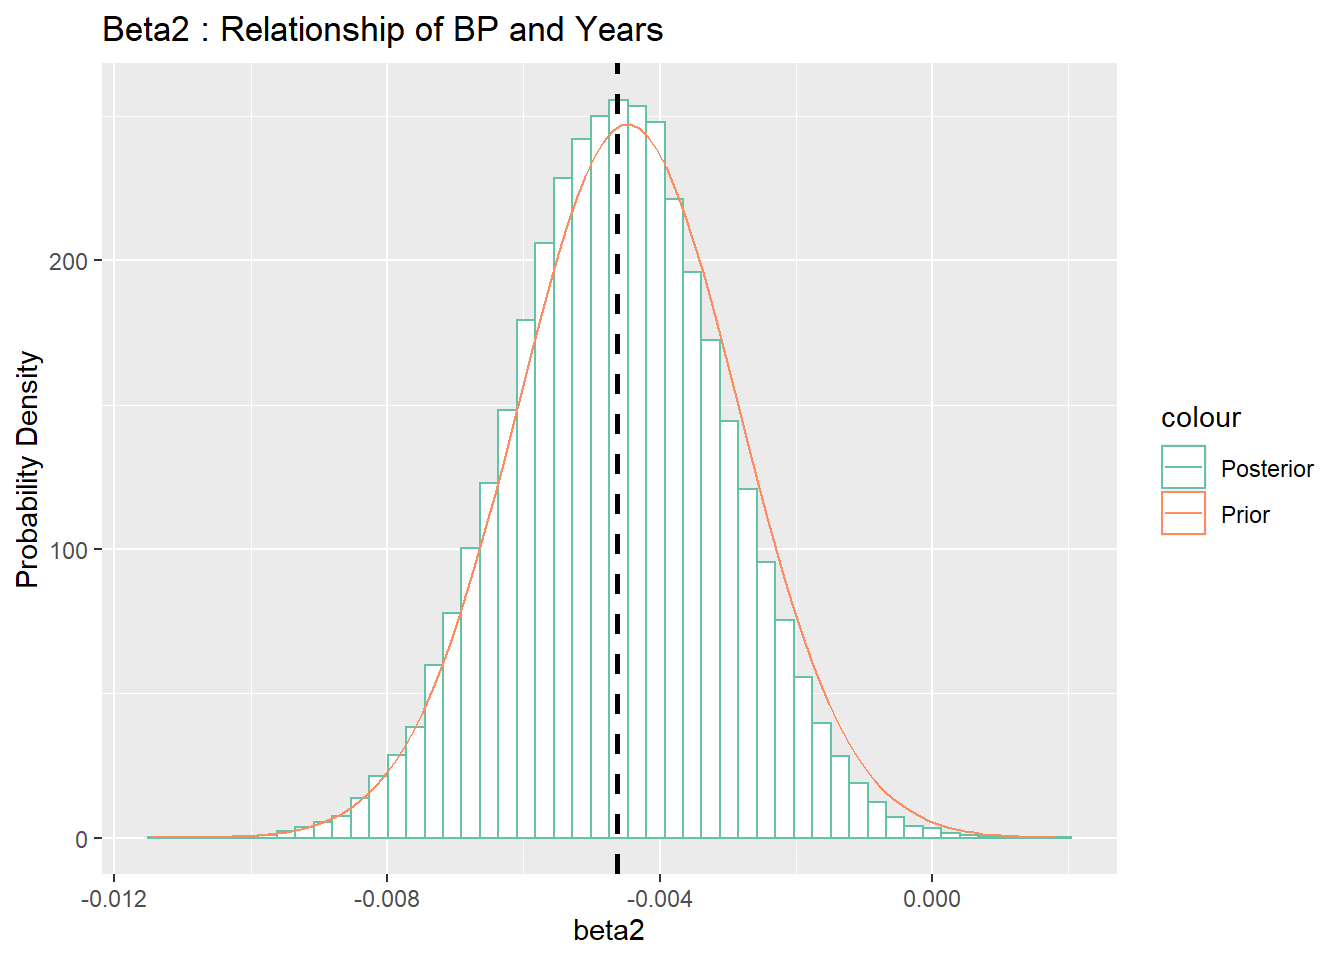 Beta2 : Relationship of BP and Years
Probability Density
200
100
0
-0.012
-0.008
-0.004
0.000
beta2
colour
Posterior
Prior